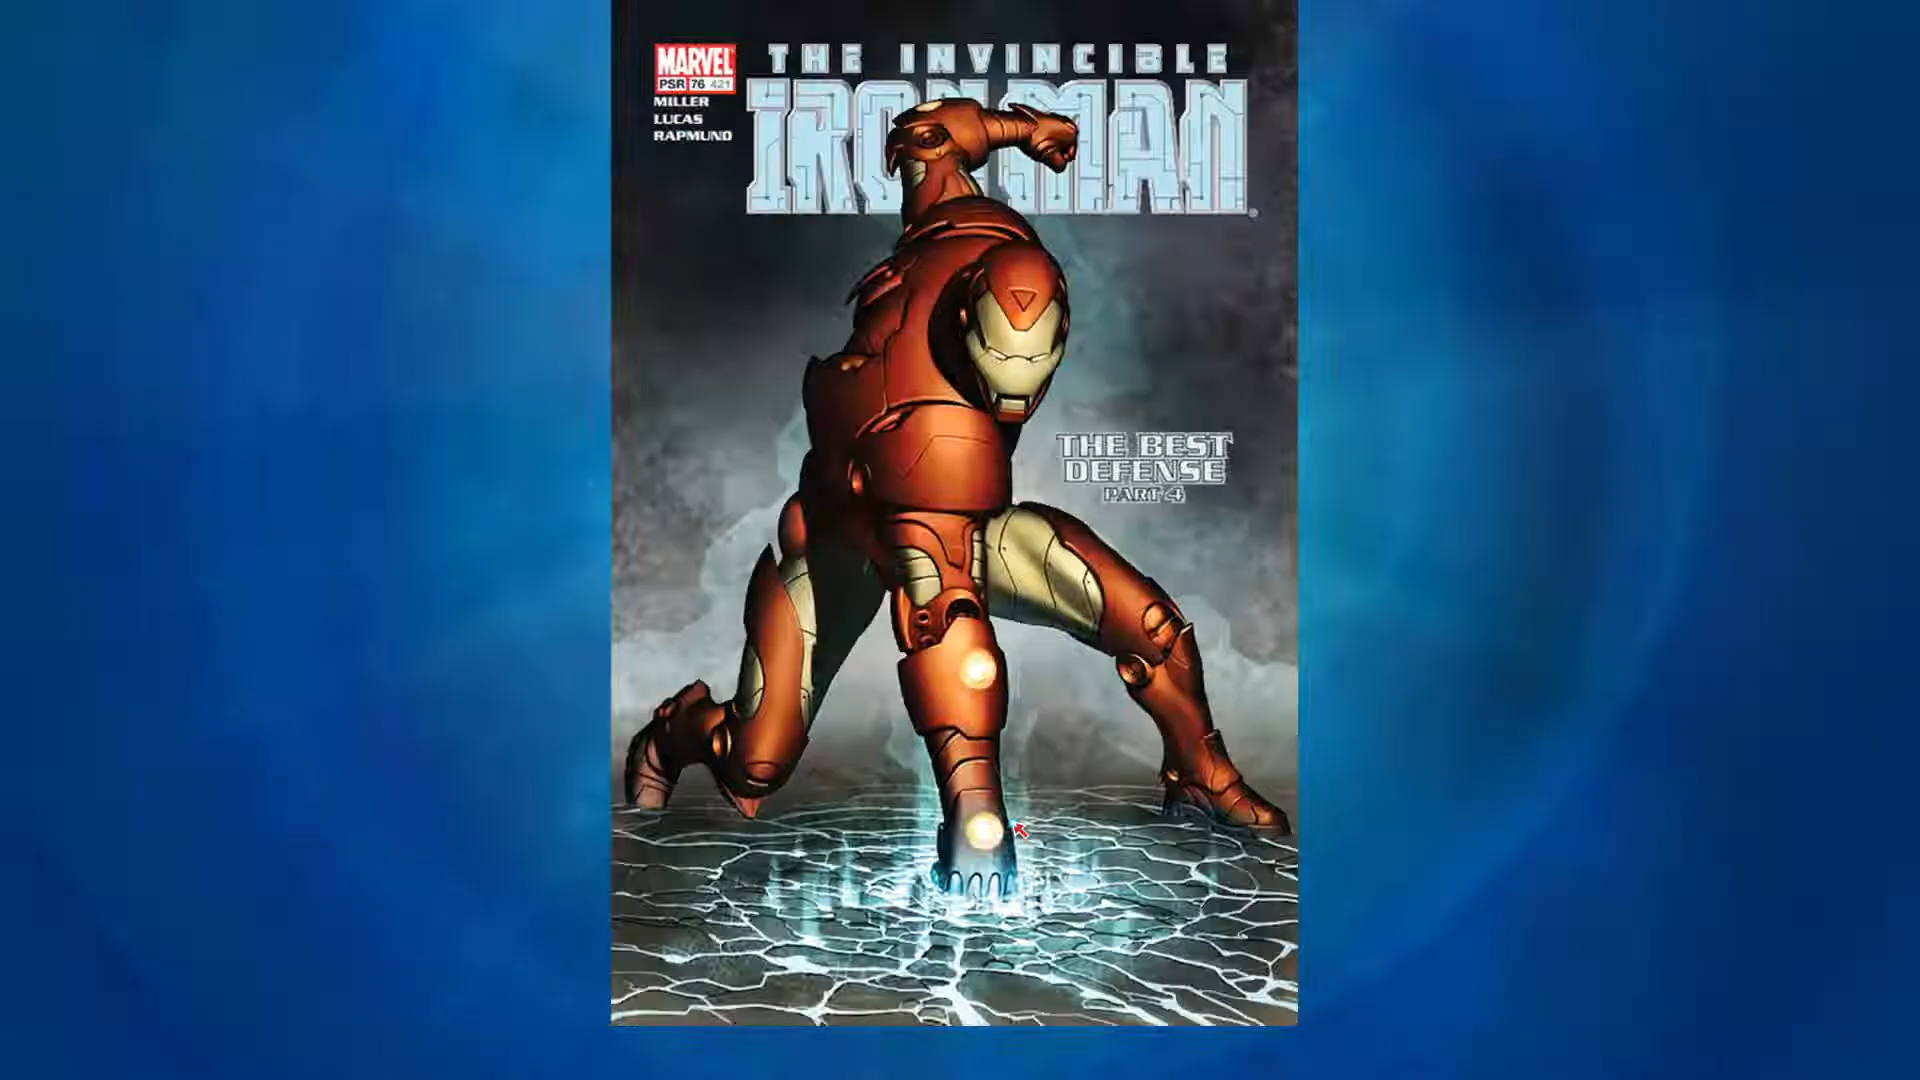 MARVEL
PSR 76 421
MILLER
LUCAS
RAPMUND
THE INVINCIBLE
IRON MAN
THE BEST
DEFENSE
PART 4